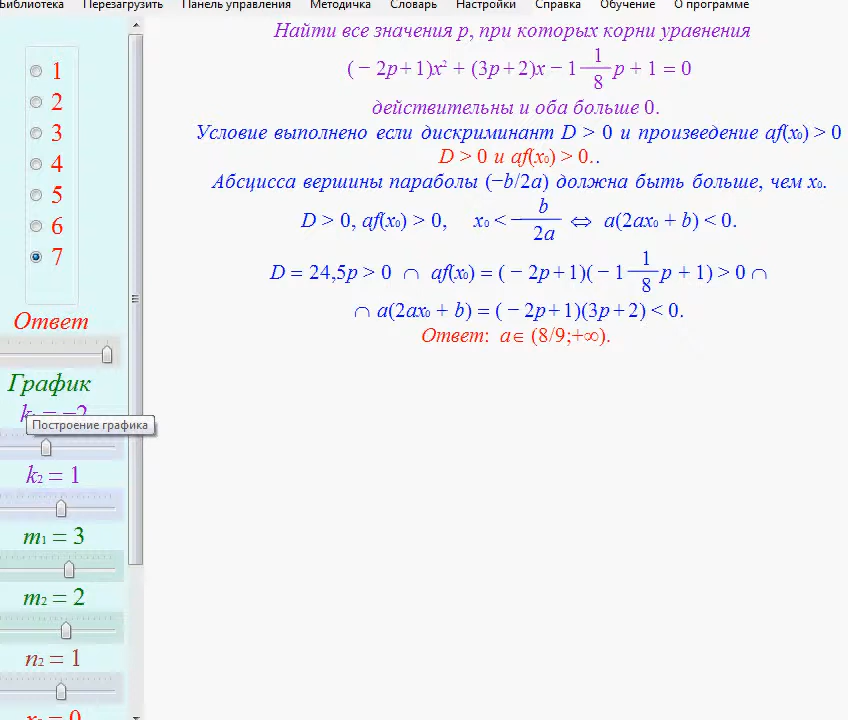 Библиотека Перезагрузить Панель управления Методичка Словарь Настройки Справка Обучение О программе
1
2
3
4
5
6
7
Ответ
График
k₁ = −2
Построение графика
k₂ = 1
m₁ = 3
m₂ = 2
n₂ = 1
x₀ = 0
Найти все значения p, при которых корни уравнения
( − 2p+1)x² + (3p+2)x − 1 1/8 p + 1 = 0
действительны и оба больше 0.
Условие выполнено если дискриминант D > 0 и произведение af(x₀) > 0
D > 0 и af(x₀) > 0..
Абсцисса вершины параболы (−b/2a) должна быть больше, чем x₀.
D > 0, af(x₀) > 0, x₀ < − b/2a ⇔ a(2ax₀ + b) < 0.
D = 24,5p > 0 ∩ af(x₀) = ( − 2p+1)( − 1 1/8 p + 1) > 0 ∩
∩ a(2ax₀ + b) = ( − 2p+1)(3p+2) < 0.
Ответ: a∈ (8/9;+∞).